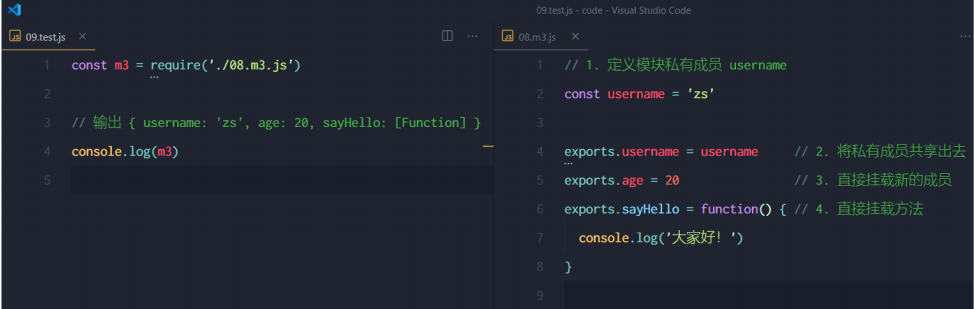 09.test.js - code - Visual Studio Code
JS 09.test.js ×
1 const m3 = require('./08.m3.js')
2
3 // 输出 { username: 'zs', age: 20, sayHello: [Function] }
4 console.log(m3)
5
JS 08.m3.js ×
1 // 1. 定义模块私有成员 username
2 const username = 'zs'
3
4 exports.username = username // 2. 将私有成员共享出去
5 exports.age = 20 // 3. 直接挂载新的成员
6 exports.sayHello = function() { // 4. 直接挂载方法
7 console.log('大家好！')
8 }
9